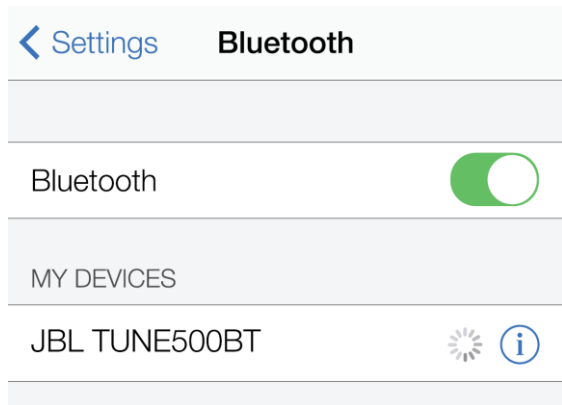 Settings Bluetooth
Bluetooth
MY DEVICES
JBL TUNE500BT i